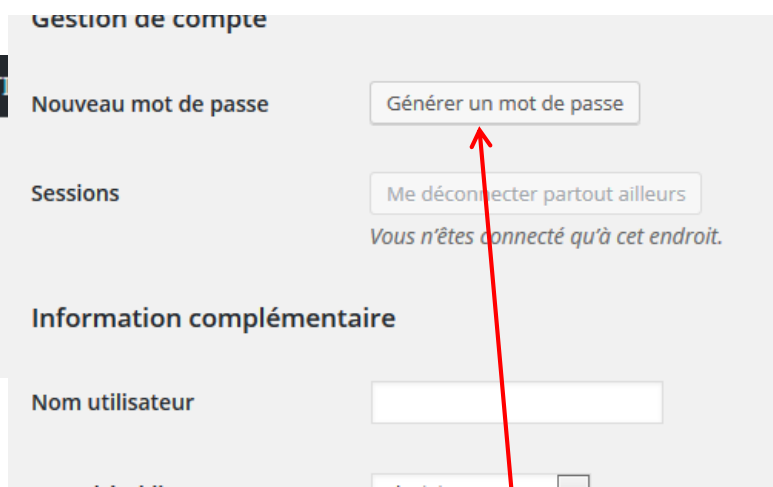 Gestion de compte
Nouveau mot de passe
Générer un mot de passe
Sessions
Me déconnecter partout ailleurs
Vous n'êtes connecté qu'à cet endroit.
Information complémentaire
Nom utilisateur